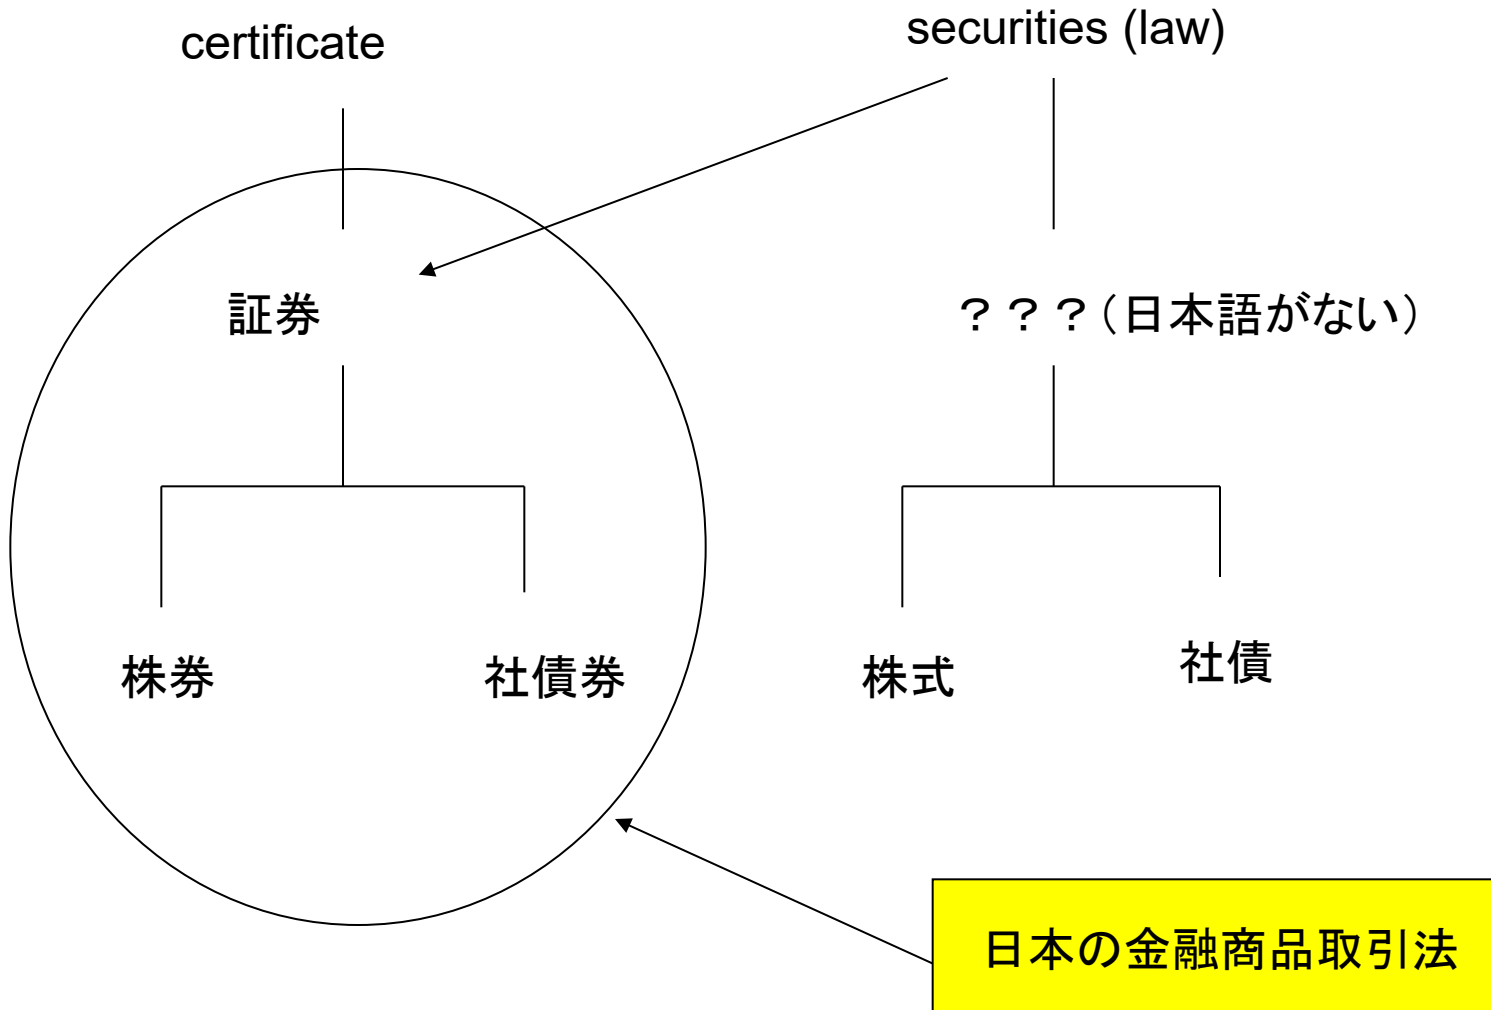 certificate
securities (law)
証券
？？？（日本語がない）
株券
社債券
株式
社債
日本の金融商品取引法